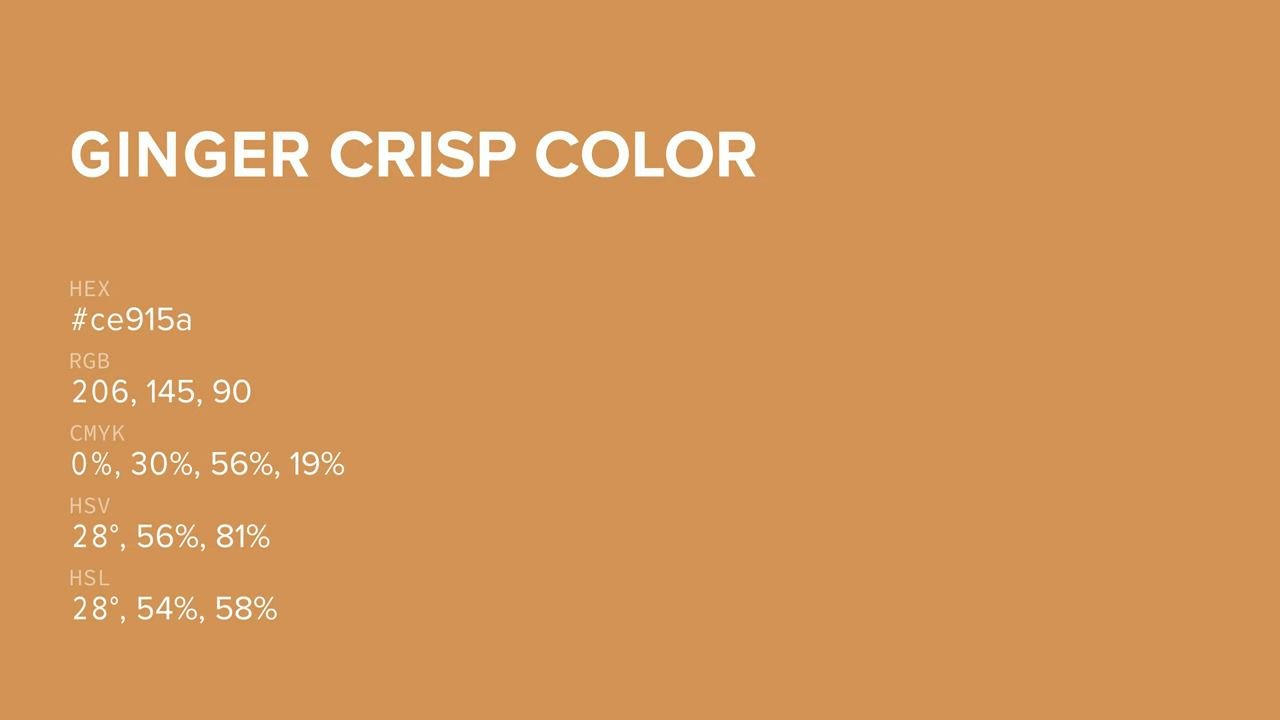 GINGER CRISP COLOR
HEX
#ce915a
RGB
206, 145, 90
CMYK
0%, 30%, 56%, 19%
HSV
28°, 56%, 81%
HSL
28°, 54%, 58%